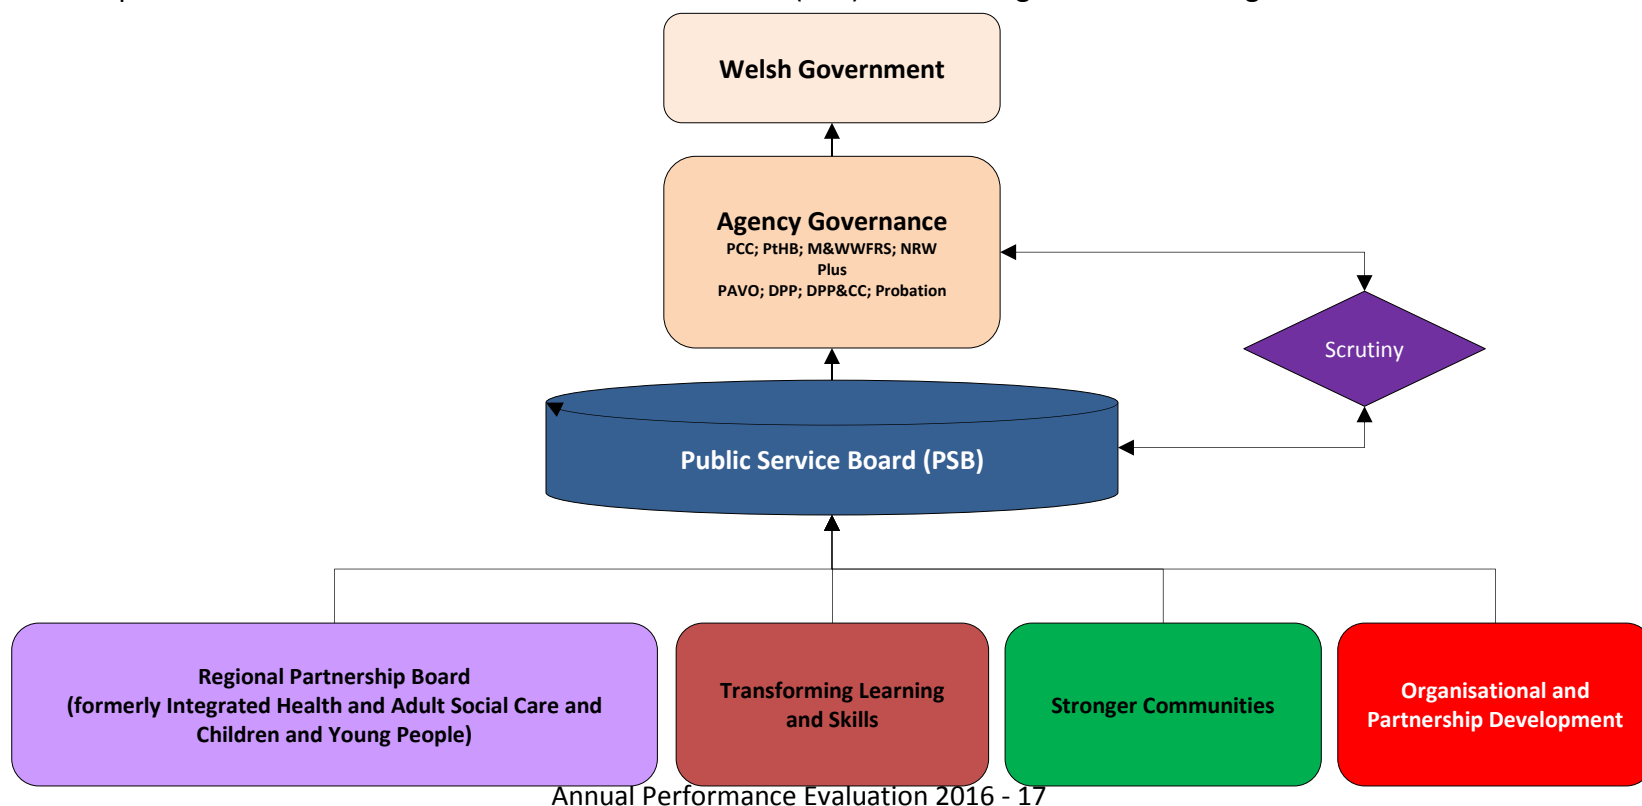 Welsh Government
Agency Governance
PCC; PtHB; M&WWFRS; NRW
Plus
PAVO; DPP; DPP&CC; Probation
Scrutiny
Public Service Board (PSB)
Regional Partnership Board
(formerly Integrated Health and Adult Social Care and
Children and Young People)
Transforming Learning
and Skills
Stronger Communities
Organisational and
Partnership Development
Annual Performance Evaluation 2016 - 17